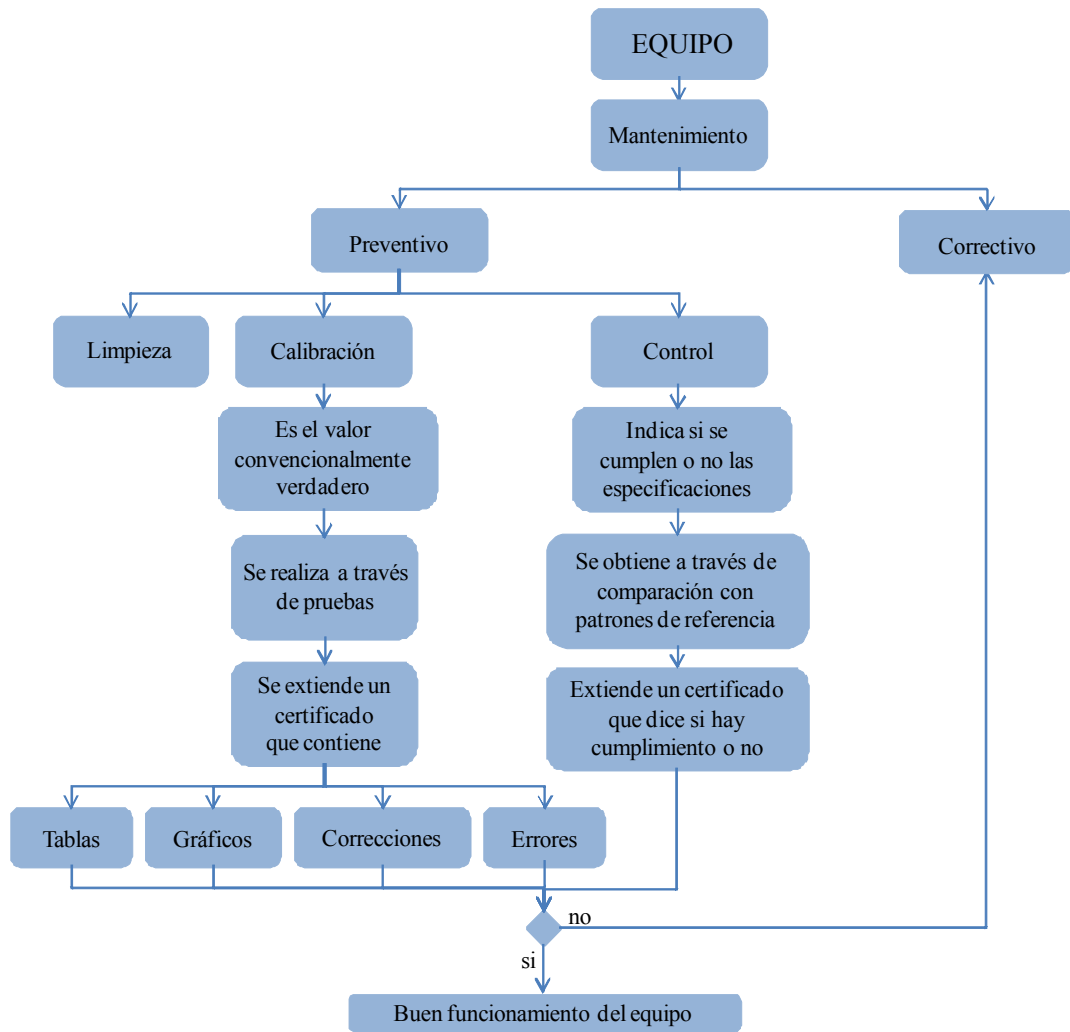 EQUIPO
Mantenimiento
Preventivo
Correctivo
Limpieza
Calibración
Control
Es el valor
convencionalmente
verdadero
Indica si se
cumplen o no las
especificaciones
Se realiza a través
de pruebas
Se obtiene a través de
comparación con
patrones de referencia
Se extiende un
certificado
que contiene
Extiende un certificado
que dice si hay
cumplimiento o no
Tablas
Gráficos
Correcciones
Errores
no
si
Buen funcionamiento del equipo